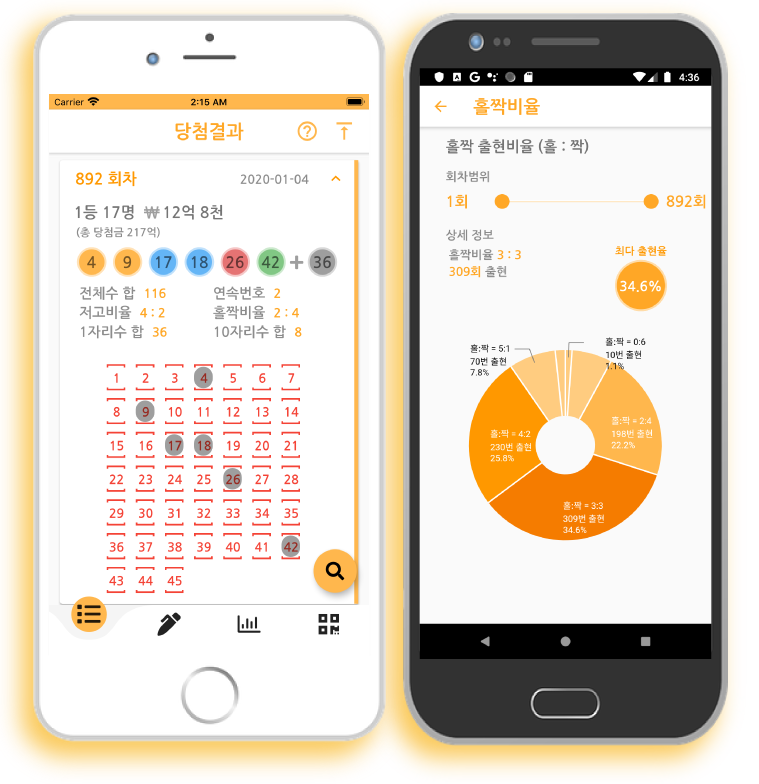 Carrier
2:15 AM
당첨결과
892 회차
2020-01-04
1등 17명 ₩ 12억 8천
(총 당첨금 217억)
4 9 17 18 26 42 + 36
전체수 합 116
연속번호 2
저고비율 4 : 2
홀짝비율 2 : 4
1자리수 합 36
10자리수 합 8
1 2 3 4 5 6 7
8 9 10 11 12 13 14
15 16 17 18 19 20 21
22 23 24 25 26 27 28
29 30 31 32 33 34 35
36 37 38 39 40 41 42
43 44 45
4:36
홀짝비율
홀짝 출현비율 (홀 : 짝)
회차범위
1회
892회
상세 정보
홀짝비율 3 : 3
309회 출현
최다 출현율
34.6%
홀:짝 = 5:1
70번 출현
7.8%
홀:짝 = 0:6
10번 출현
1.1%
홀:짝 = 4:2
230번 출현
25.8%
홀:짝 = 2:4
198번 출현
22.2%
홀:짝 = 3:3
309번 출현
34.6%